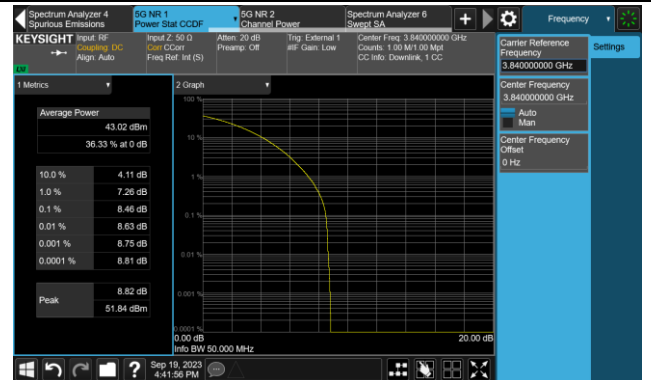 Spectrum Analyzer 4
Spurious Emissions
5G NR 1
Power Stat CCDF
5G NR 2
Channel Power
Spectrum Analyzer 6
Swept SA
Frequency
KEYSIGHT
Input: RF
Coupling: DC
Align: Auto
Input Z: 50 Ω
Corr CCorr
Freq Ref: Int (S)
Atten: 20 dB
Preamp: Off
Trig: External 1
#IF Gain: Low
Center Freq: 3.840000000 GHz
Counts: 1.00 M/1.00 Mpt
CC Info: Downlink, 1 CC
Carrier Reference
Frequency
3.840000000 GHz
Settings
Center Frequency
3.840000000 GHz
Auto
Man
Center Frequency
Offset
0 Hz
1 Metrics
Average Power
43.02 dBm
36.33 % at 0 dB
10.0 % 4.11 dB
1.0 % 7.26 dB
0.1 % 8.46 dB
0.01 % 8.63 dB
0.001 % 8.75 dB
0.0001 % 8.81 dB
Peak
8.82 dB
51.84 dBm
2 Graph
100 %
10 %
1 %
0.1 %
0.01 %
0.001 %
0.0001 %
0.00 dB 20.00 dB
Info BW 50.000 MHz
Sep 19, 2023
4:41:56 PM